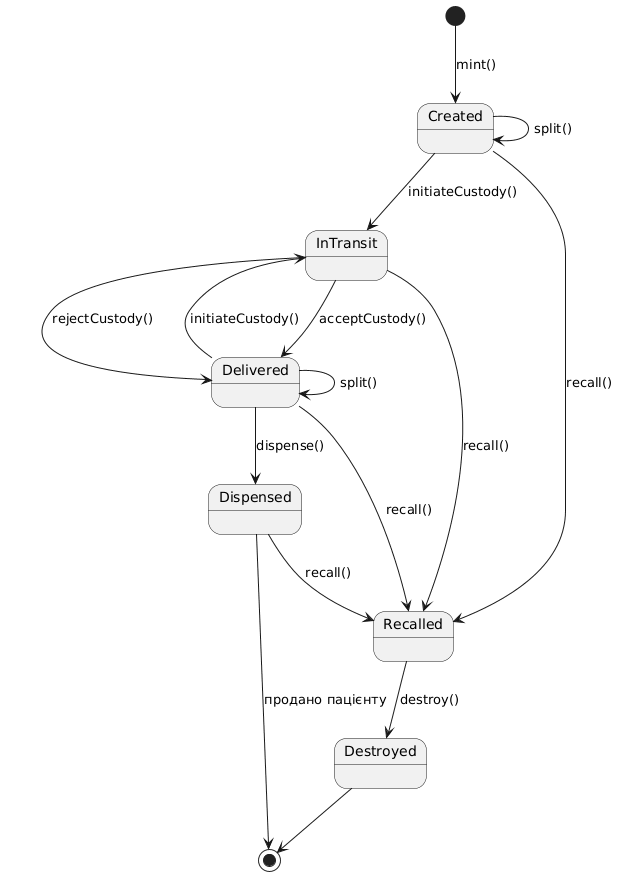 mint()
Created
split()
initiateCustody()
InTransit
rejectCustody()
initiateCustody()
acceptCustody()
Delivered
split()
recall()
dispense()
recall()
Dispensed
recall()
recall()
Recalled
продано пацієнту
destroy()
Destroyed